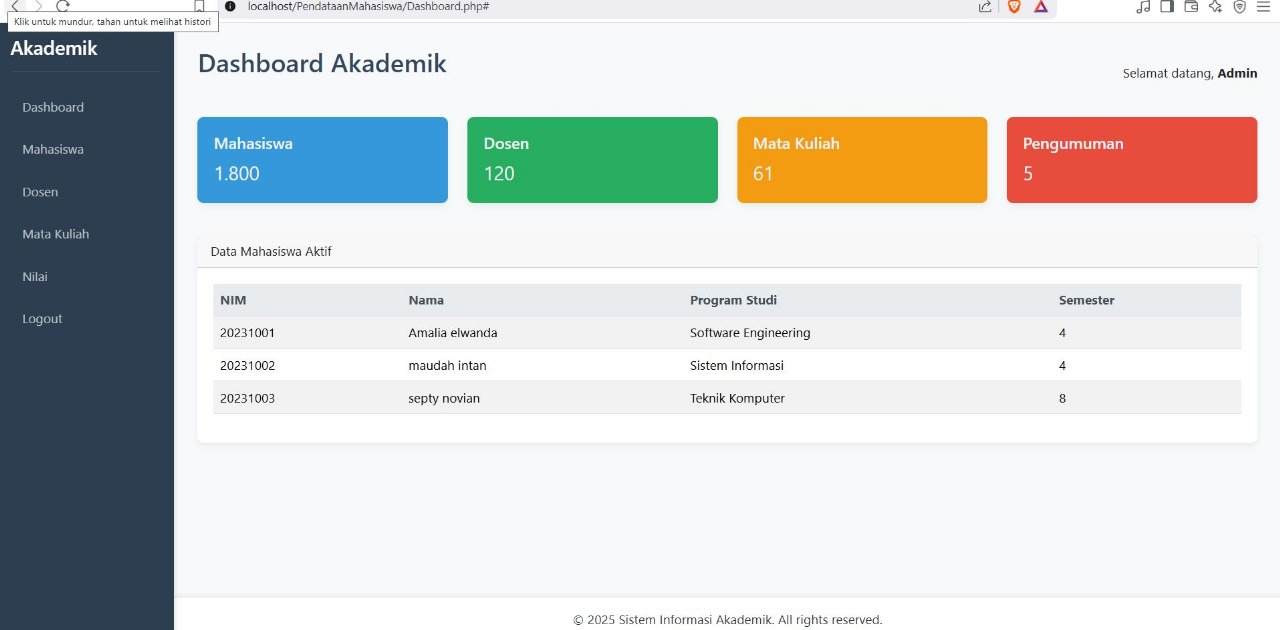 localhost/PendataanMahasiswa/Dashboard.php#
Klik untuk mundur, tahan untuk melihat histori
Akademik
Dashboard
Mahasiswa
Dosen
Mata Kuliah
Nilai
Logout
Dashboard Akademik
Selamat datang, Admin
Mahasiswa
1.800
Dosen
120
Mata Kuliah
61
Pengumuman
5
Data Mahasiswa Aktif
NIM Nama Program Studi Semester
20231001 Amalia elwanda Software Engineering 4
20231002 maudah intan Sistem Informasi 4
20231003 septy novian Teknik Komputer 8
© 2025 Sistem Informasi Akademik. All rights reserved.